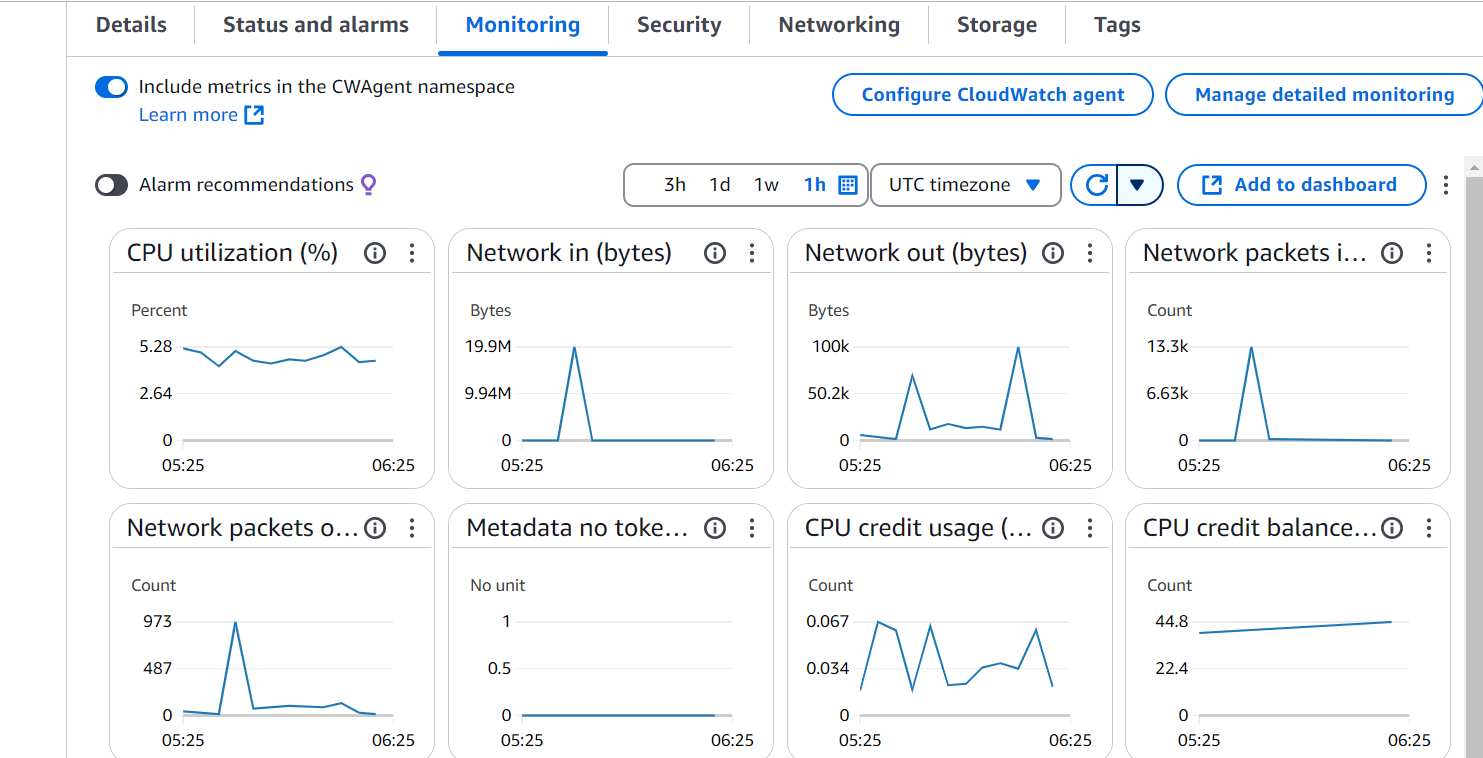 Details Status and alarms Monitoring Security Networking Storage Tags
Include metrics in the CWAgent namespace
Learn more
Configure CloudWatch agent Manage detailed monitoring
Alarm recommendations
3h 1d 1w 1h UTC timezone Add to dashboard
CPU utilization (%)
Percent
5.28
2.64
0
05:25 06:25
Network in (bytes)
Bytes
19.9M
9.94M
0
05:25 06:25
Network out (bytes)
Bytes
100k
50.2k
0
05:25 06:25
Network packets i...
Count
13.3k
6.63k
0
05:25 06:25
Network packets o...
Count
973
487
0
05:25 06:25
Metadata no toke...
No unit
1
0.5
0
05:25 06:25
CPU credit usage (...
Count
0.067
0.034
0
05:25 06:25
CPU credit balance...
Count
44.8
22.4
0
05:25 06:25